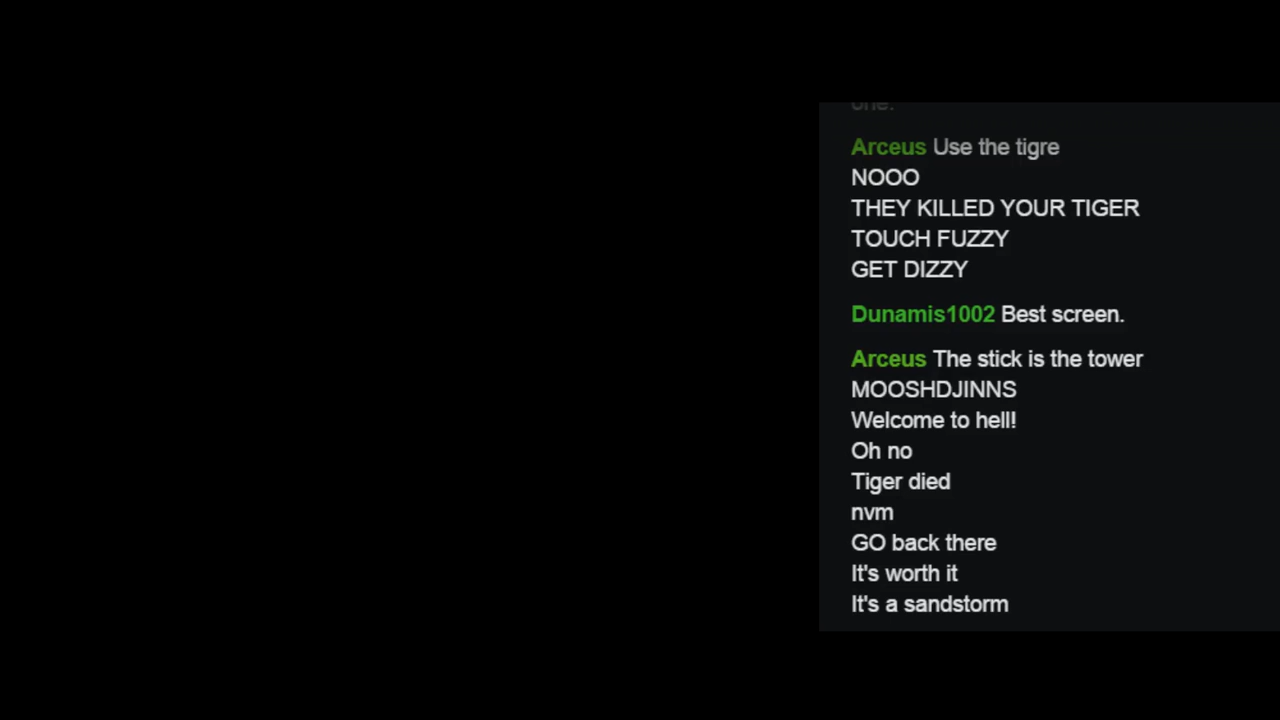 one.
Arceus Use the tigre
NOOO
THEY KILLED YOUR TIGER
TOUCH FUZZY
GET DIZZY
Dunamis1002 Best screen.
Arceus The stick is the tower
MOOSHDJINNS
Welcome to hell!
Oh no
Tiger died
nvm
GO back there
It's worth it
It's a sandstorm